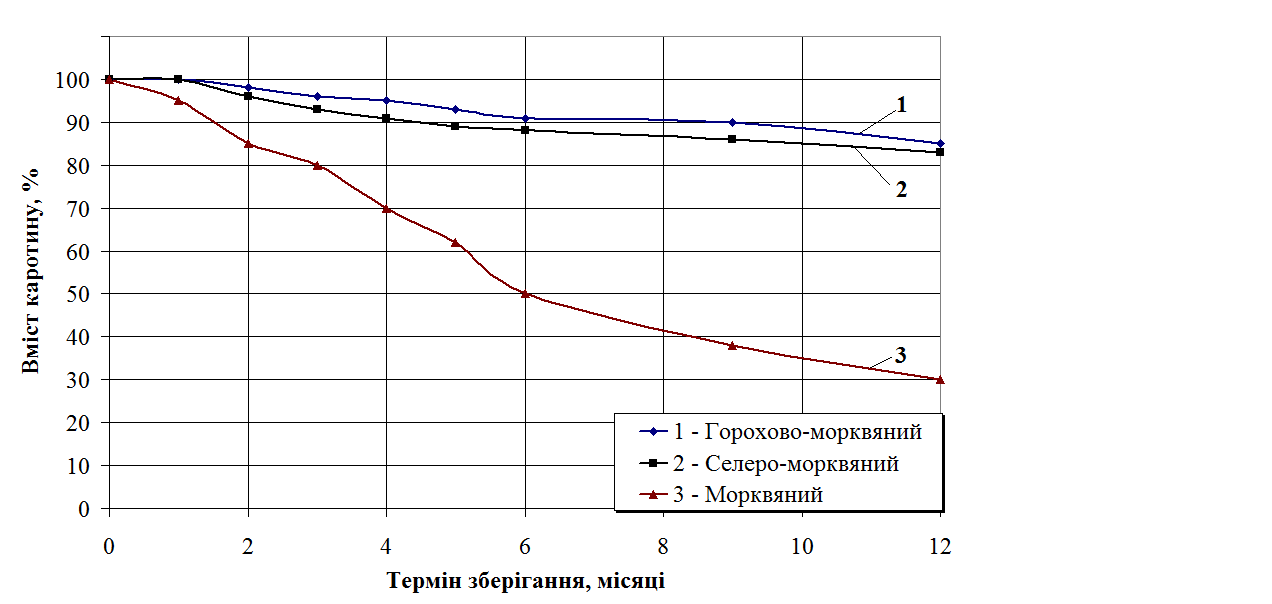 Вміст каротину, %
100
90
80
70
60
50
40
30
20
10
0
1
2
3
1 - Горохово-морквяний
2 - Селеро-морквяний
3 - Морквяний
0 2 4 6 8 10 12
Термін зберігання, місяці